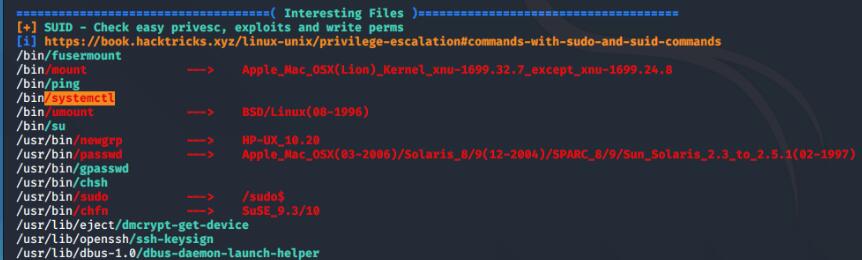 ====================================( Interesting Files )=====================================
[+] SUID - Check easy privesc, exploits and write perms
[i] https://book.hacktricks.xyz/linux-unix/privilege-escalation#commands-with-sudo-and-suid-commands
/bin/fusermount
/bin/mount ---> Apple_Mac_OSX(Lion)_Kernel_xnu-1699.32.7_except_xnu-1699.24.8
/bin/ping
/bin/systemctl
/bin/umount ---> BSD/Linux(08-1996)
/bin/su
/usr/bin/newgrp ---> HP-UX_10.20
/usr/bin/passwd ---> Apple_Mac_OSX(03-2006)/Solaris_8/9(12-2004)/SPARC_8/9/Sun_Solaris_2.3_to_2.5.1(02-1997)
/usr/bin/gpasswd
/usr/bin/chsh
/usr/bin/sudo ---> /sudo$
/usr/bin/chfn ---> SuSE_9.3/10
/usr/lib/eject/dmcrypt-get-device
/usr/lib/openssh/ssh-keysign
/usr/lib/dbus-1.0/dbus-daemon-launch-helper